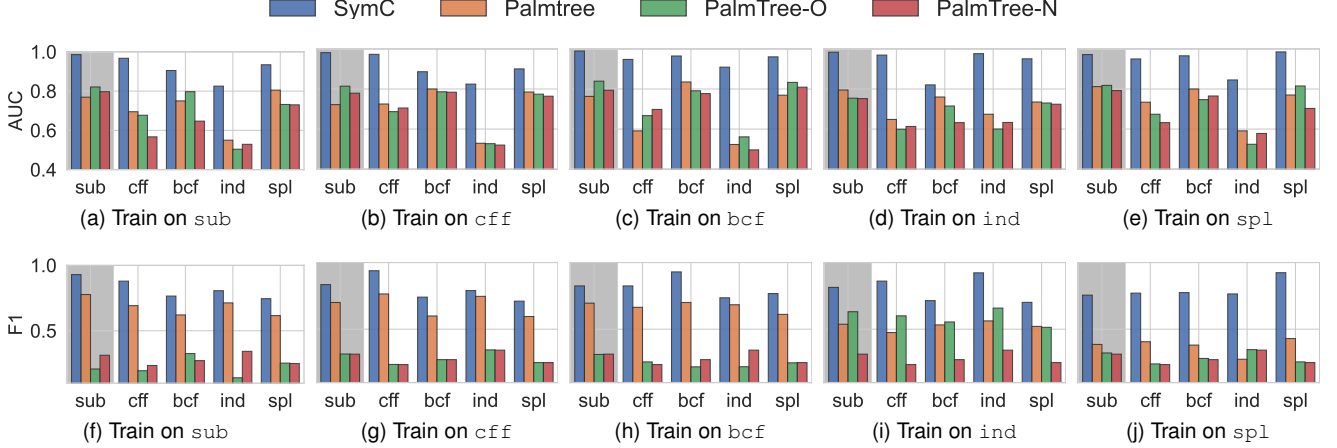 SymC Palmtree PalmTree-O PalmTree-N
AUC
1.0
0.8
0.6
0.4
sub cff bcf ind spl
sub cff bcf ind spl
sub cff bcf ind spl
sub cff bcf ind spl
sub cff bcf ind spl
(a) Train on sub
(b) Train on cff
(c) Train on bcf
(d) Train on ind
(e) Train on spl
F1
1.0
0.5
sub cff bcf ind spl
sub cff bcf ind spl
sub cff bcf ind spl
sub cff bcf ind spl
sub cff bcf ind spl
(f) Train on sub
(g) Train on cff
(h) Train on bcf
(i) Train on ind
(j) Train on spl